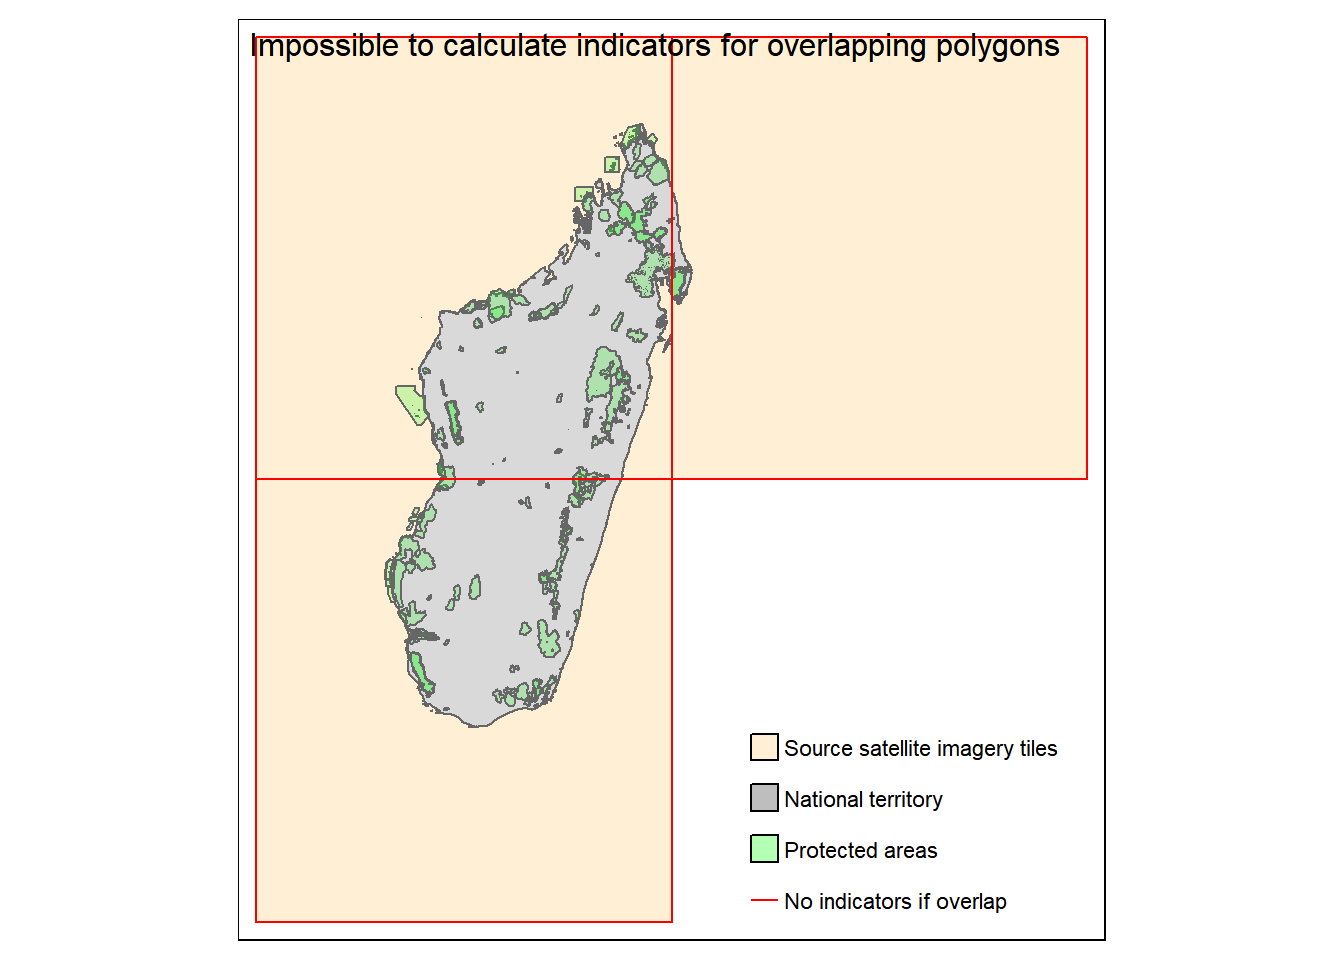 Impossible to calculate indicators for overlapping polygons
Source satellite imagery tiles
National territory
Protected areas
No indicators if overlap